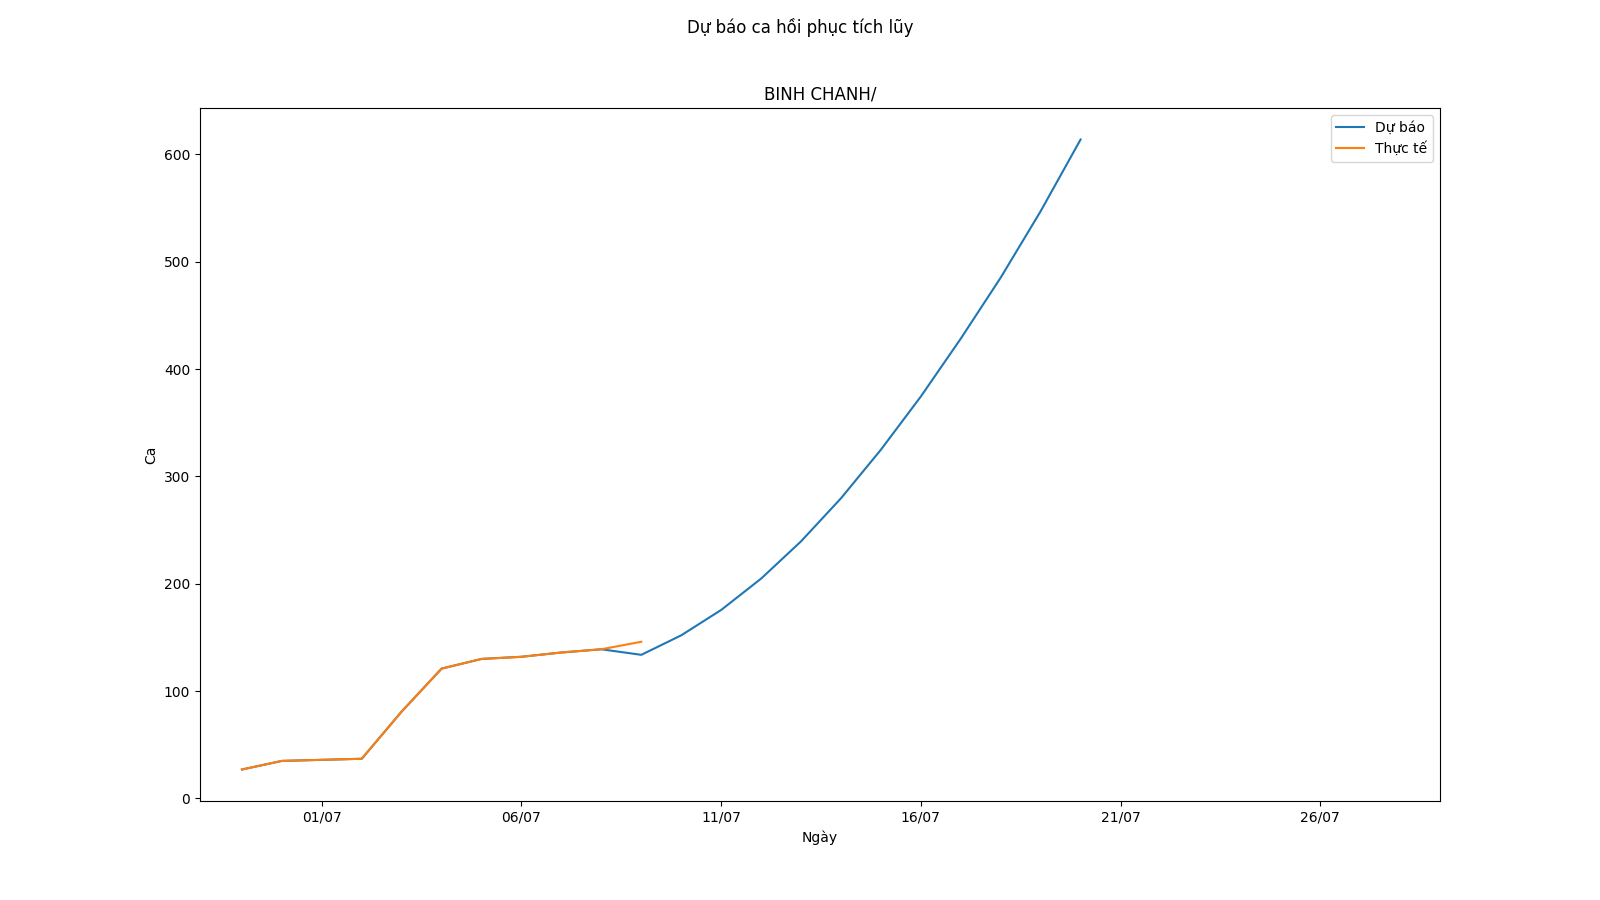 Dự báo ca hồi phục tích lũy
BINH CHANH/
Dự báo
Thực tế
600
500
400
300
200
100
0
Ca
01/07
06/07
11/07
16/07
21/07
26/07
Ngày